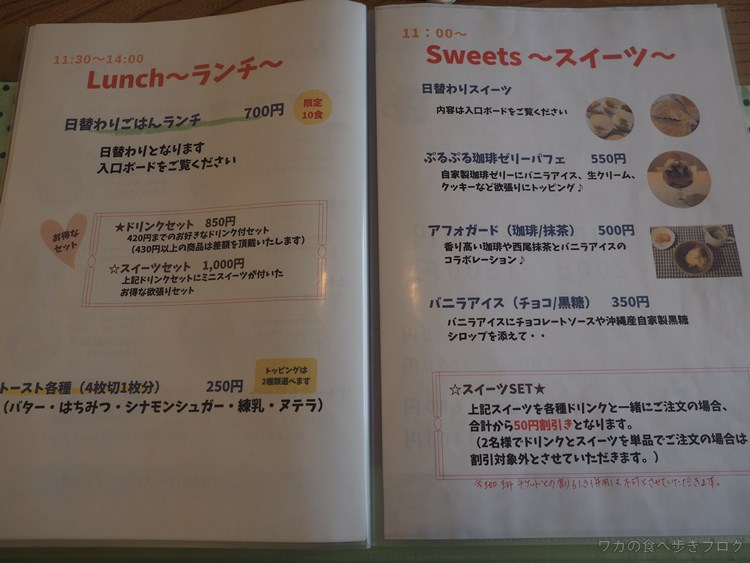 11:30～14:00
Lunch～ランチ～
日替わりごはんランチ 700円
限定
10食
日替わりとなります
入口ボードをご覧ください
お得な
セット
★ドリンクセット 850円
420円までのお好きなドリンク付セット
（430円以上の商品は差額を頂戴いたします）
☆スイーツセット 1,000円
上記ドリンクセットにミニスイーツが付いた
お得な欲張りセット
トースト各種（4枚切1枚分） 250円
トッピングは
2種類選べます
（バター・はちみつ・シナモンシュガー・練乳・ヌテラ）
11：00～
Sweets ～スイーツ～
日替わりスイーツ
内容は入口ボードをご覧ください
ぷるぷる珈琲ゼリーパフェ 550円
自家製珈琲ゼリーにバニラアイス、生クリーム、
クッキーなど欲張りにトッピング♪
アフォガード（珈琲/抹茶） 500円
香り高い珈琲や西尾抹茶とバニラアイスの
コラボレーション♪
バニラアイス（チョコ/黒糖） 350円
バニラアイスにチョコレートソースや沖縄産自家製黒糖
シロップを添えて・・
☆スイーツSET★
上記スイーツを各種ドリンクと一緒にご注文の場合、
合計から50円割引きとなります。
（2名様でドリンクとスイーツを単品でご注文の場合は
割引対象外とさせていただきます。）
チケットとの割引き併用は不可とさせていただきます。
ワカの食べ歩きブログ